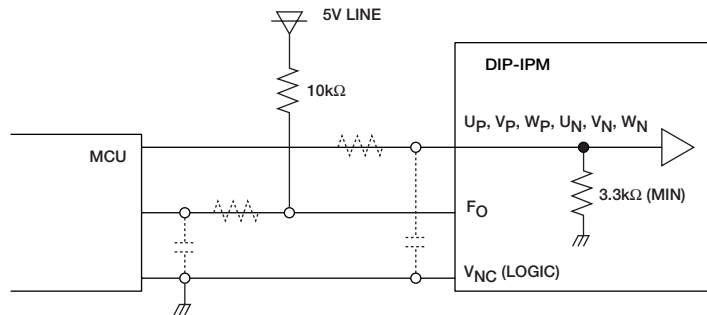 5V LINE
DIP-IPM
10kΩ
UP, VP, WP, UN, VN, WN
MCU
3.3kΩ (MIN)
FO
VNC (LOGIC)